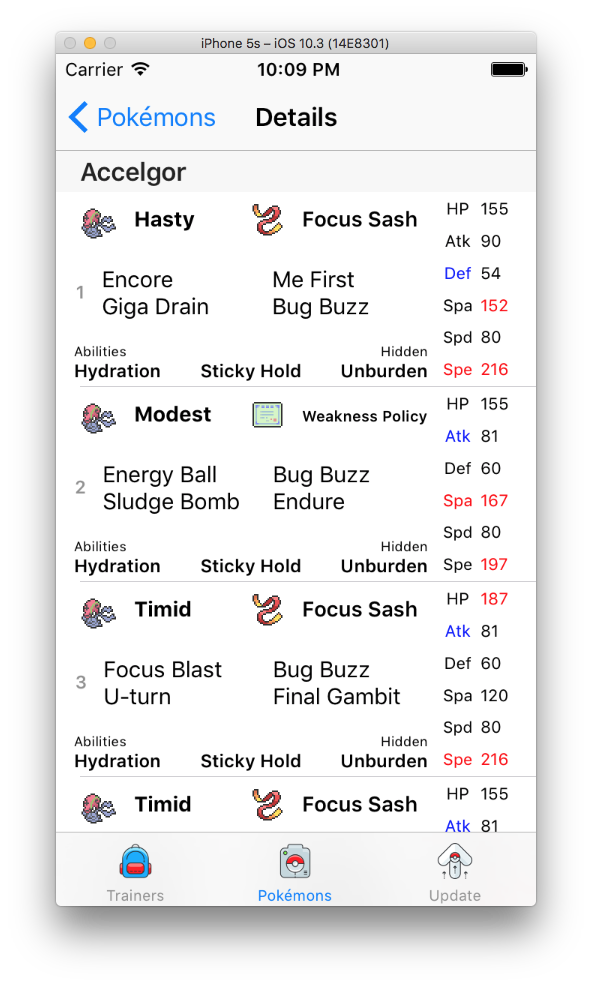 iPhone 5s – iOS 10.3 (14E8301)
Carrier 10:09 PM
Pokémons Details
Accelgor
Hasty Focus Sash
HP 155
Atk 90
1 Encore Me First
Giga Drain Bug Buzz
Def 54
Spa 152
Spd 80
Abilities Hidden
Hydration Sticky Hold Unburden
Spe 216
Modest Weakness Policy
HP 155
Atk 81
2 Energy Ball Bug Buzz
Sludge Bomb Endure
Def 60
Spa 167
Spd 80
Abilities Hidden
Hydration Sticky Hold Unburden
Spe 197
Timid Focus Sash
HP 187
Atk 81
3 Focus Blast Bug Buzz
U-turn Final Gambit
Def 60
Spa 120
Spd 80
Abilities Hidden
Hydration Sticky Hold Unburden
Spe 216
Timid Focus Sash
HP 155
Atk 81
Trainers Pokémons Update